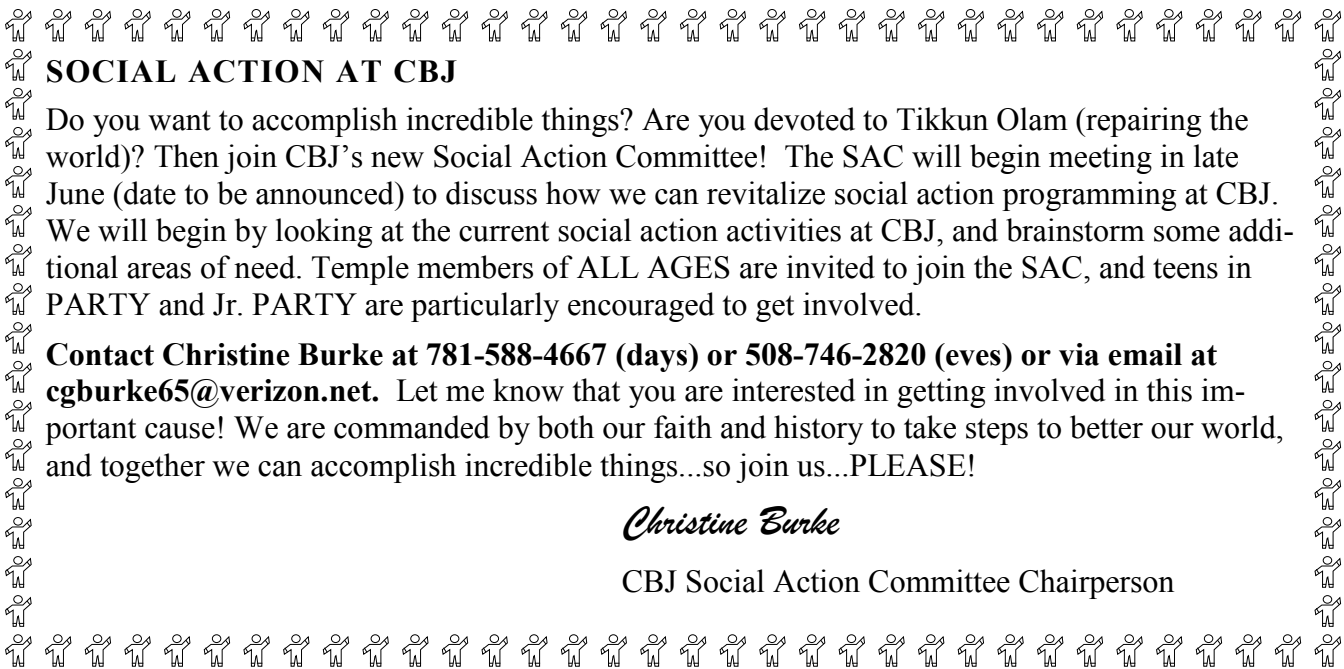 SOCIAL ACTION AT CBJ
Do you want to accomplish incredible things? Are you devoted to Tikkun Olam (repairing the
world)? Then join CBJ’s new Social Action Committee!  The SAC will begin meeting in late
June (date to be announced) to discuss how we can revitalize social action programming at CBJ.
We will begin by looking at the current social action activities at CBJ, and brainstorm some addi-
tional areas of need. Temple members of ALL AGES are invited to join the SAC, and teens in
PARTY and Jr. PARTY are particularly encouraged to get involved.
Contact Christine Burke at 781-588-4667 (days) or 508-746-2820 (eves) or via email at
cgburke65@verizon.net.  Let me know that you are interested in getting involved in this im-
portant cause! We are commanded by both our faith and history to take steps to better our world,
and together we can accomplish incredible things...so join us...PLEASE!
Christine Burke
CBJ Social Action Committee Chairperson